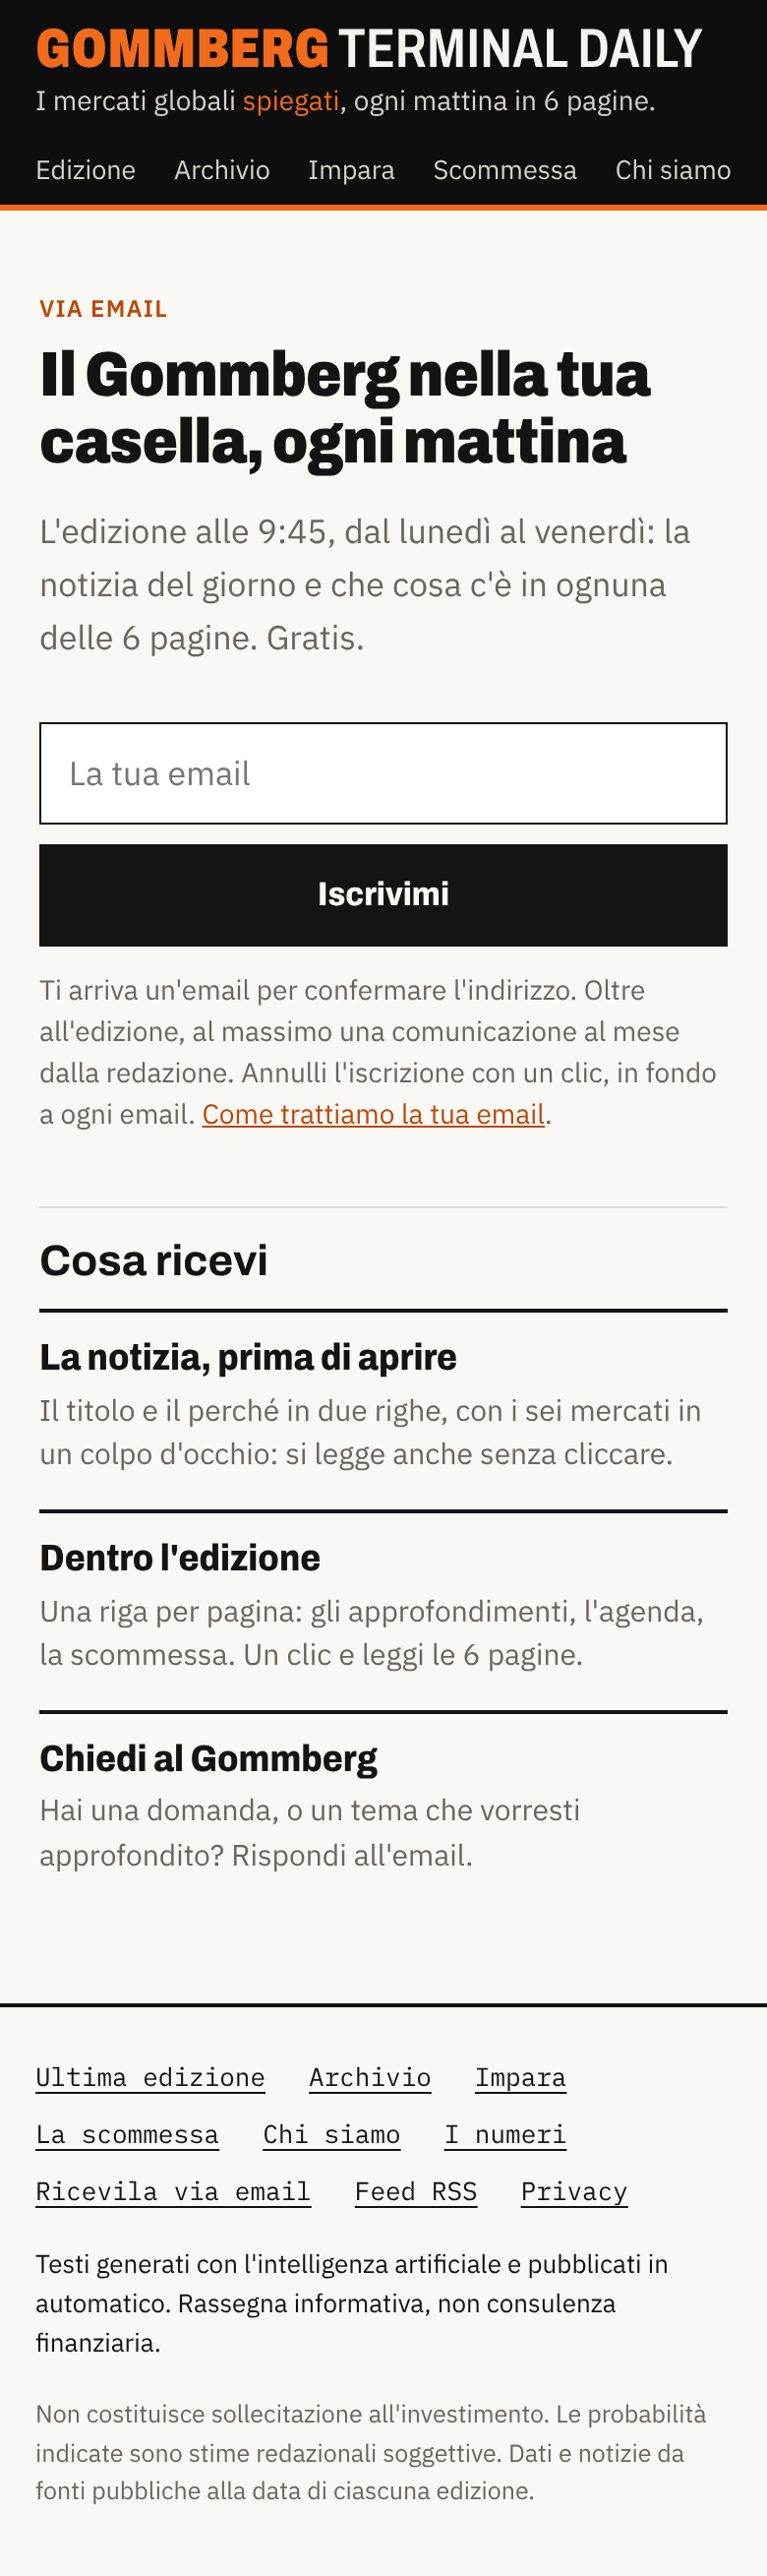 GOMMBERG TERMINAL DAILY
I mercati globali spiegati, ogni mattina in 6 pagine.
Edizione Archivio Impara Scommessa Chi siamo
VIA EMAIL
Il Gommberg nella tua
casella, ogni mattina
L'edizione alle 9:45, dal lunedì al venerdì: la
notizia del giorno e che cosa c'è in ognuna
delle 6 pagine. Gratis.
La tua email
Iscrivimi
Ti arriva un'email per confermare l'indirizzo. Oltre
all'edizione, al massimo una comunicazione al mese
dalla redazione. Annulli l'iscrizione con un clic, in fondo
a ogni email. Come trattiamo la tua email.
Cosa ricevi
La notizia, prima di aprire
Il titolo e il perché in due righe, con i sei mercati in
un colpo d'occhio: si legge anche senza cliccare.
Dentro l'edizione
Una riga per pagina: gli approfondimenti, l'agenda,
la scommessa. Un clic e leggi le 6 pagine.
Chiedi al Gommberg
Hai una domanda, o un tema che vorresti
approfondito? Rispondi all'email.
Ultima edizione Archivio Impara
La scommessa Chi siamo I numeri
Ricevila via email Feed RSS Privacy
Testi generati con l'intelligenza artificiale e pubblicati in
automatico. Rassegna informativa, non consulenza
finanziaria.
Non costituisce sollecitazione all'investimento. Le probabilità
indicate sono stime redazionali soggettive. Dati e notizie da
fonti pubbliche alla data di ciascuna edizione.